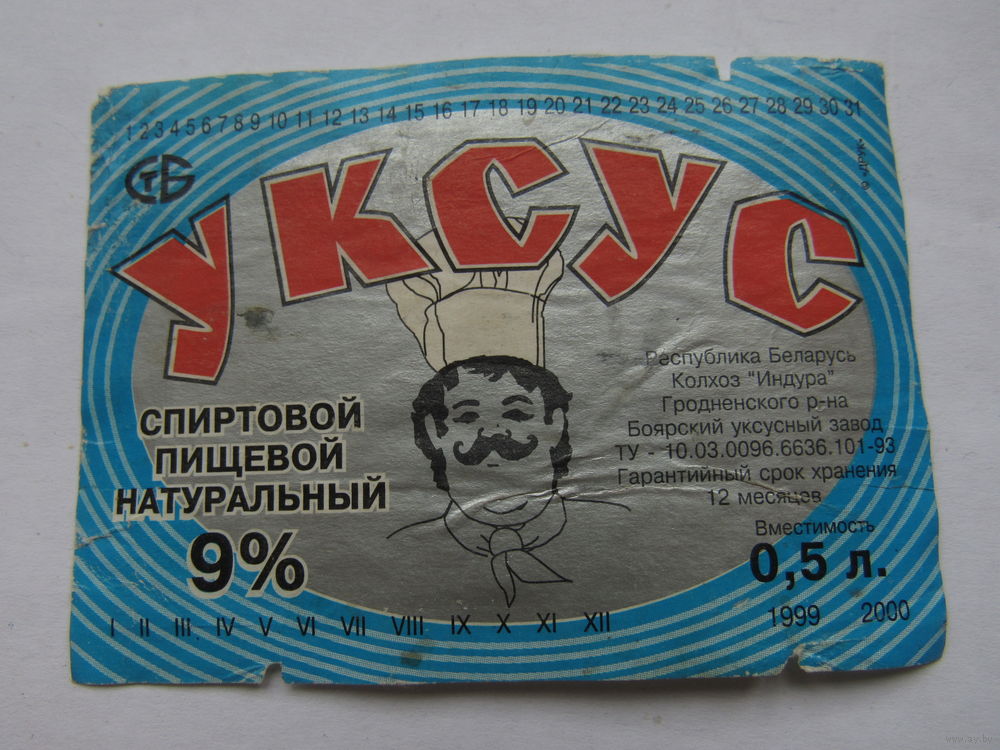 1 2 3 4 5 6 7 8 9 10 11 12 13 14 15 16 17 18 19 20 21 22 23 24 25 26 27 28 29 30 31
СТБ
УКСУС
Республика Беларусь
Колхоз "Индура"
Гродненского р-на
Боярский уксусный завод
ТУ - 10.03.0096.6636.101-93
Гарантийный срок хранения
12 месяцев
СПИРТОВОЙ
ПИЩЕВОЙ
НАТУРАЛЬНЫЙ
9%
Вместимость
0,5 л.
I II III IV V VI VII VIII IX X XI XII
1999 2000
www.ay.by